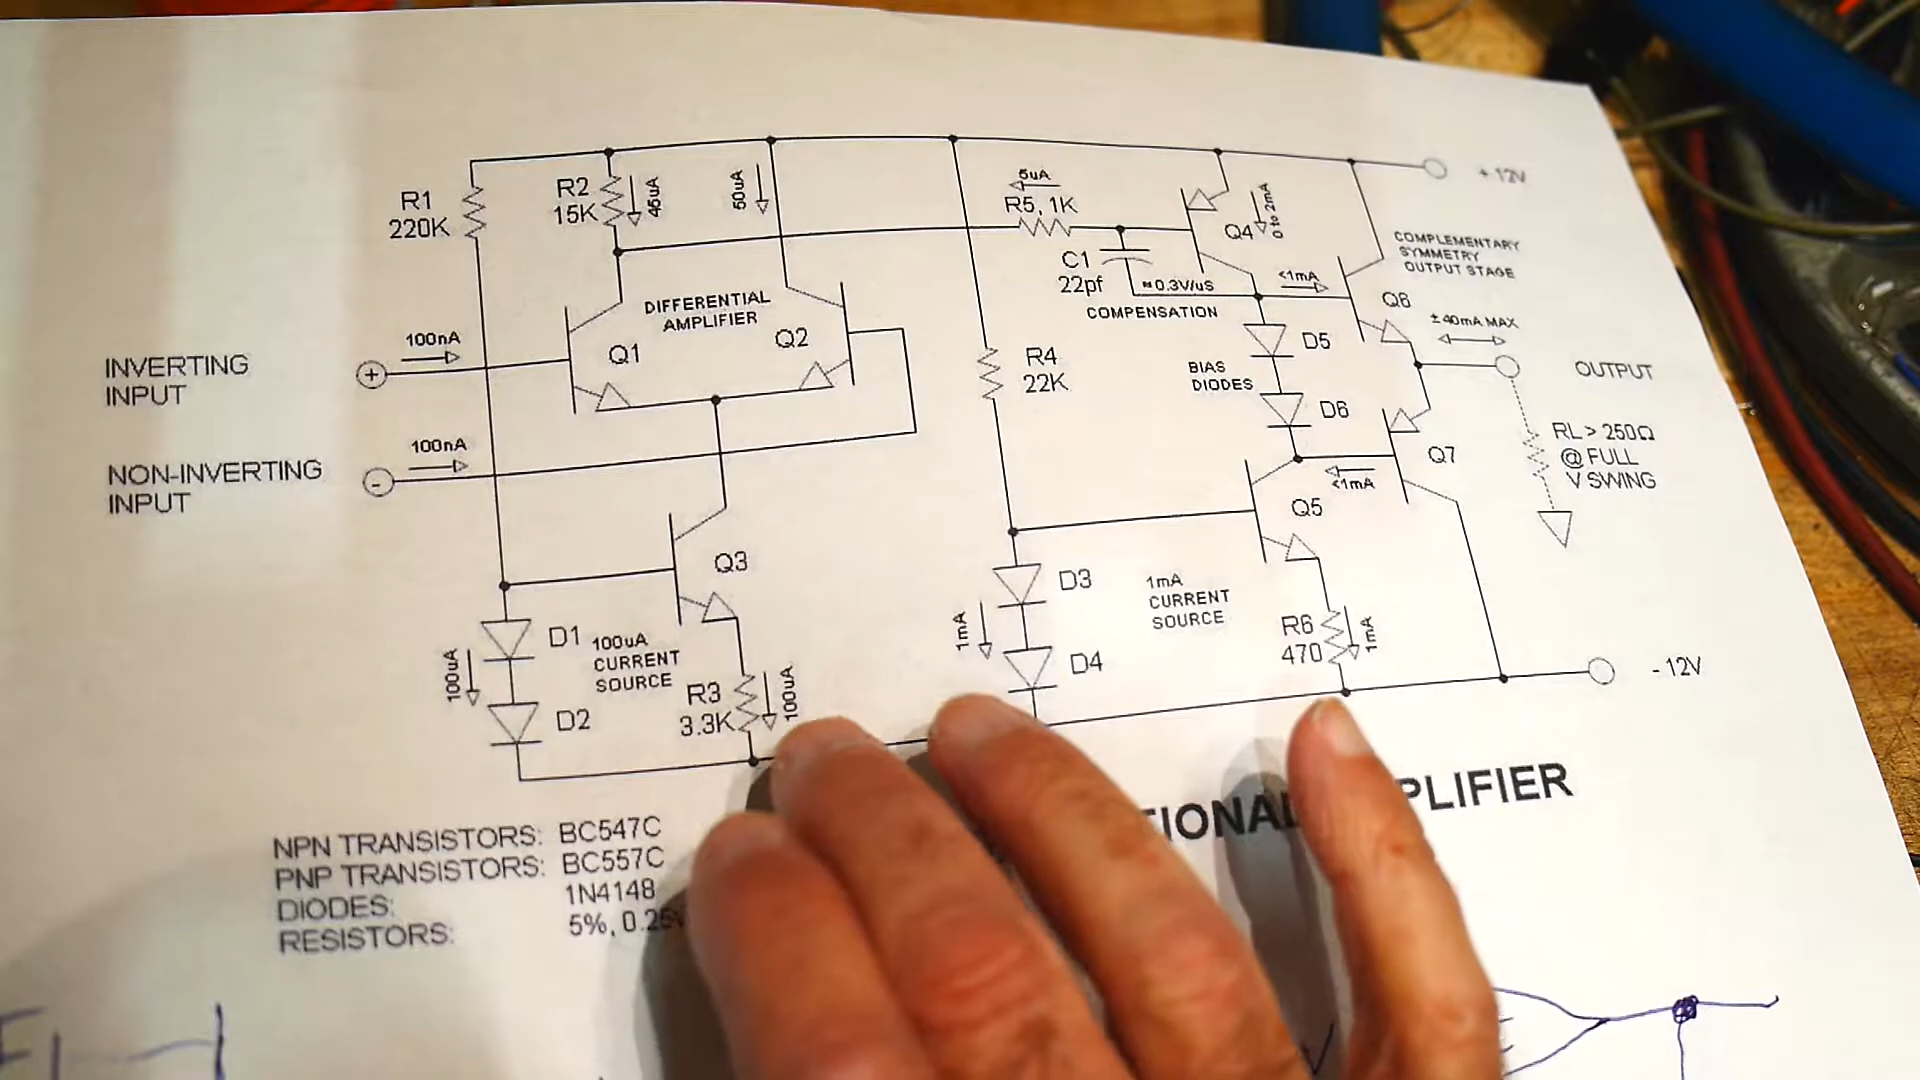 R1
220K
R2
15K
45uA
50uA
5uA
R5, 1K
Q4
0 to 2mA
+ 12V
C1
22pf
≈0.3V/uS
COMPENSATION
<1mA
COMPLEMENTARY
SYMMETRY
OUTPUT STAGE
Q6
±40mA MAX
DIFFERENTIAL
AMPLIFIER
Q1
Q2
INVERTING
INPUT
100nA
+
R4
22K
D5
BIAS
DIODES
D6
OUTPUT
RL > 250Ω
@ FULL
V SWING
NON-INVERTING
INPUT
100nA
-
Q7
<1mA
Q5
Q3
D1
100uA
CURRENT
SOURCE
100uA
D2
R3
3.3K
100uA
D3
1mA
D4
1mA
CURRENT
SOURCE
R6
470
1mA
- 12V
PLIFIER
TIONAL
NPN TRANSISTORS: BC547C
PNP TRANSISTORS: BC557C
DIODES: 1N4148
RESISTORS: 5%, 0.25